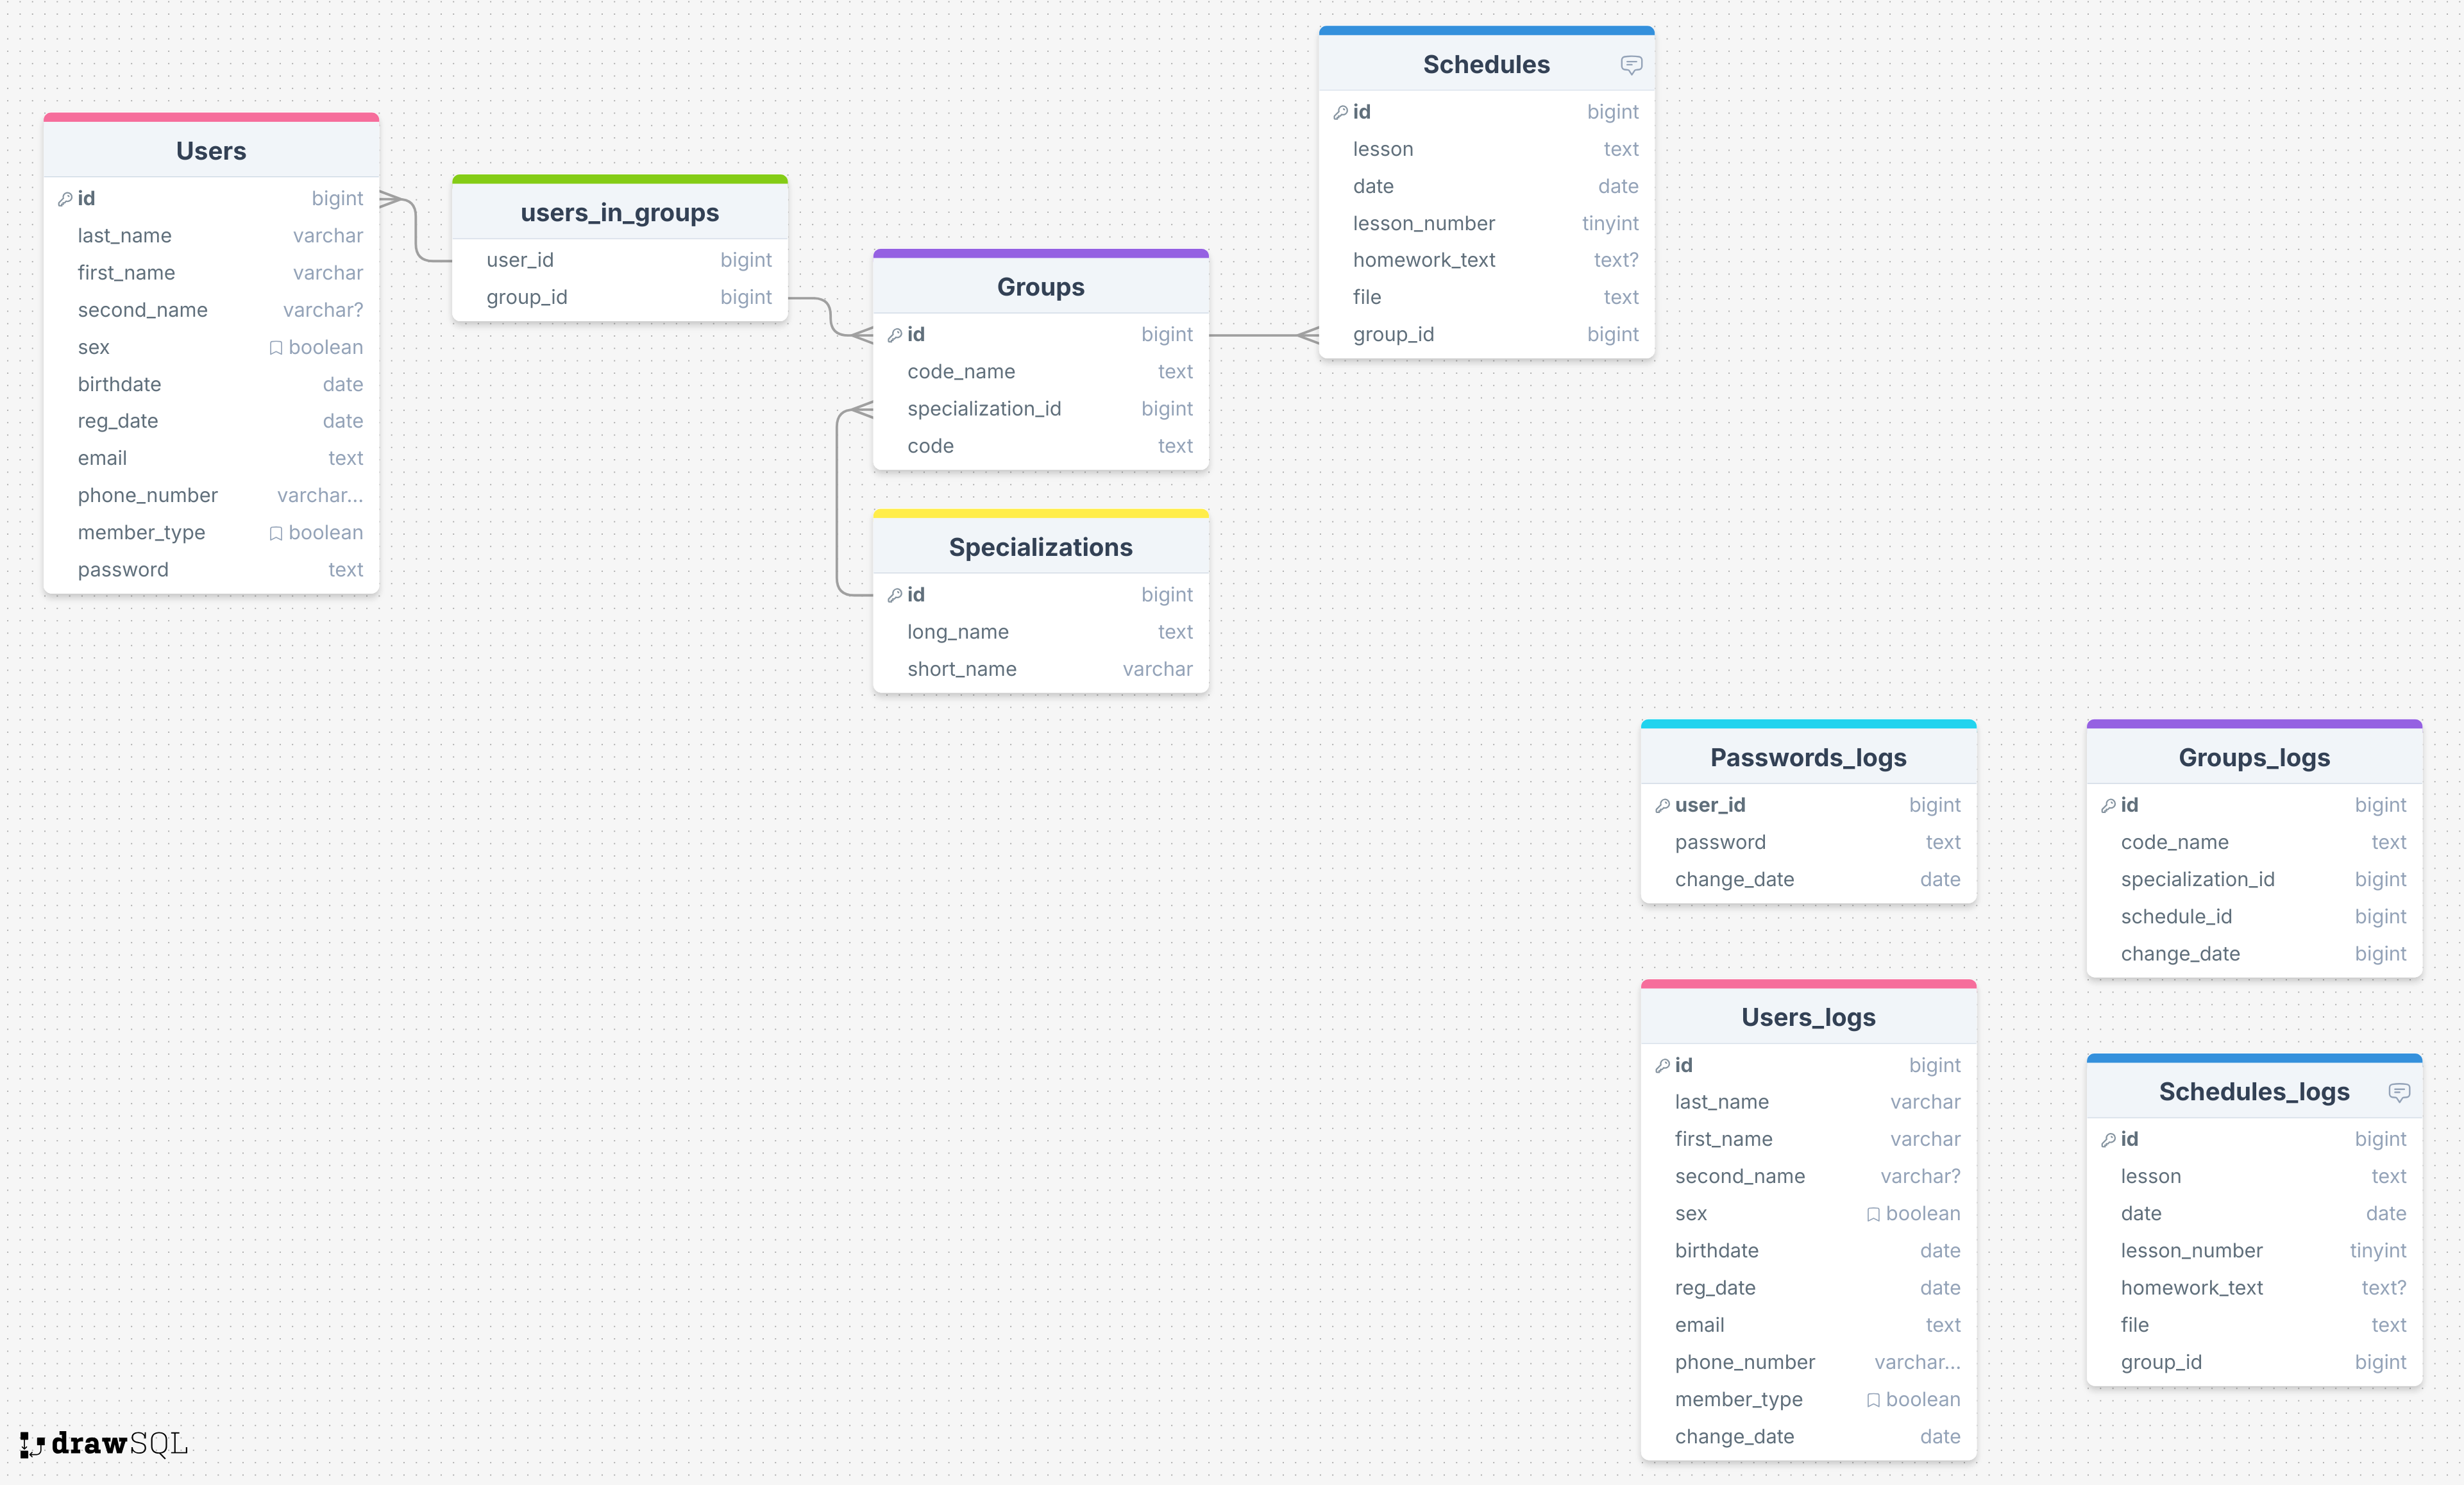 Users
id bigint
last_name varchar
first_name varchar
second_name varchar?
sex boolean
birthdate date
reg_date date
email text
phone_number varchar...
member_type boolean
password text
users_in_groups
user_id bigint
group_id bigint
Groups
id bigint
code_name text
specialization_id bigint
code text
Specializations
id bigint
long_name text
short_name varchar
Schedules
id bigint
lesson text
date date
lesson_number tinyint
homework_text text?
file text
group_id bigint
Passwords_logs
user_id bigint
password text
change_date date
Groups_logs
id bigint
code_name text
specialization_id bigint
schedule_id bigint
change_date bigint
Users_logs
id bigint
last_name varchar
first_name varchar
second_name varchar?
sex boolean
birthdate date
reg_date date
email text
phone_number varchar...
member_type boolean
change_date date
Schedules_logs
id bigint
lesson text
date date
lesson_number tinyint
homework_text text?
file text
group_id bigint
drawSQL